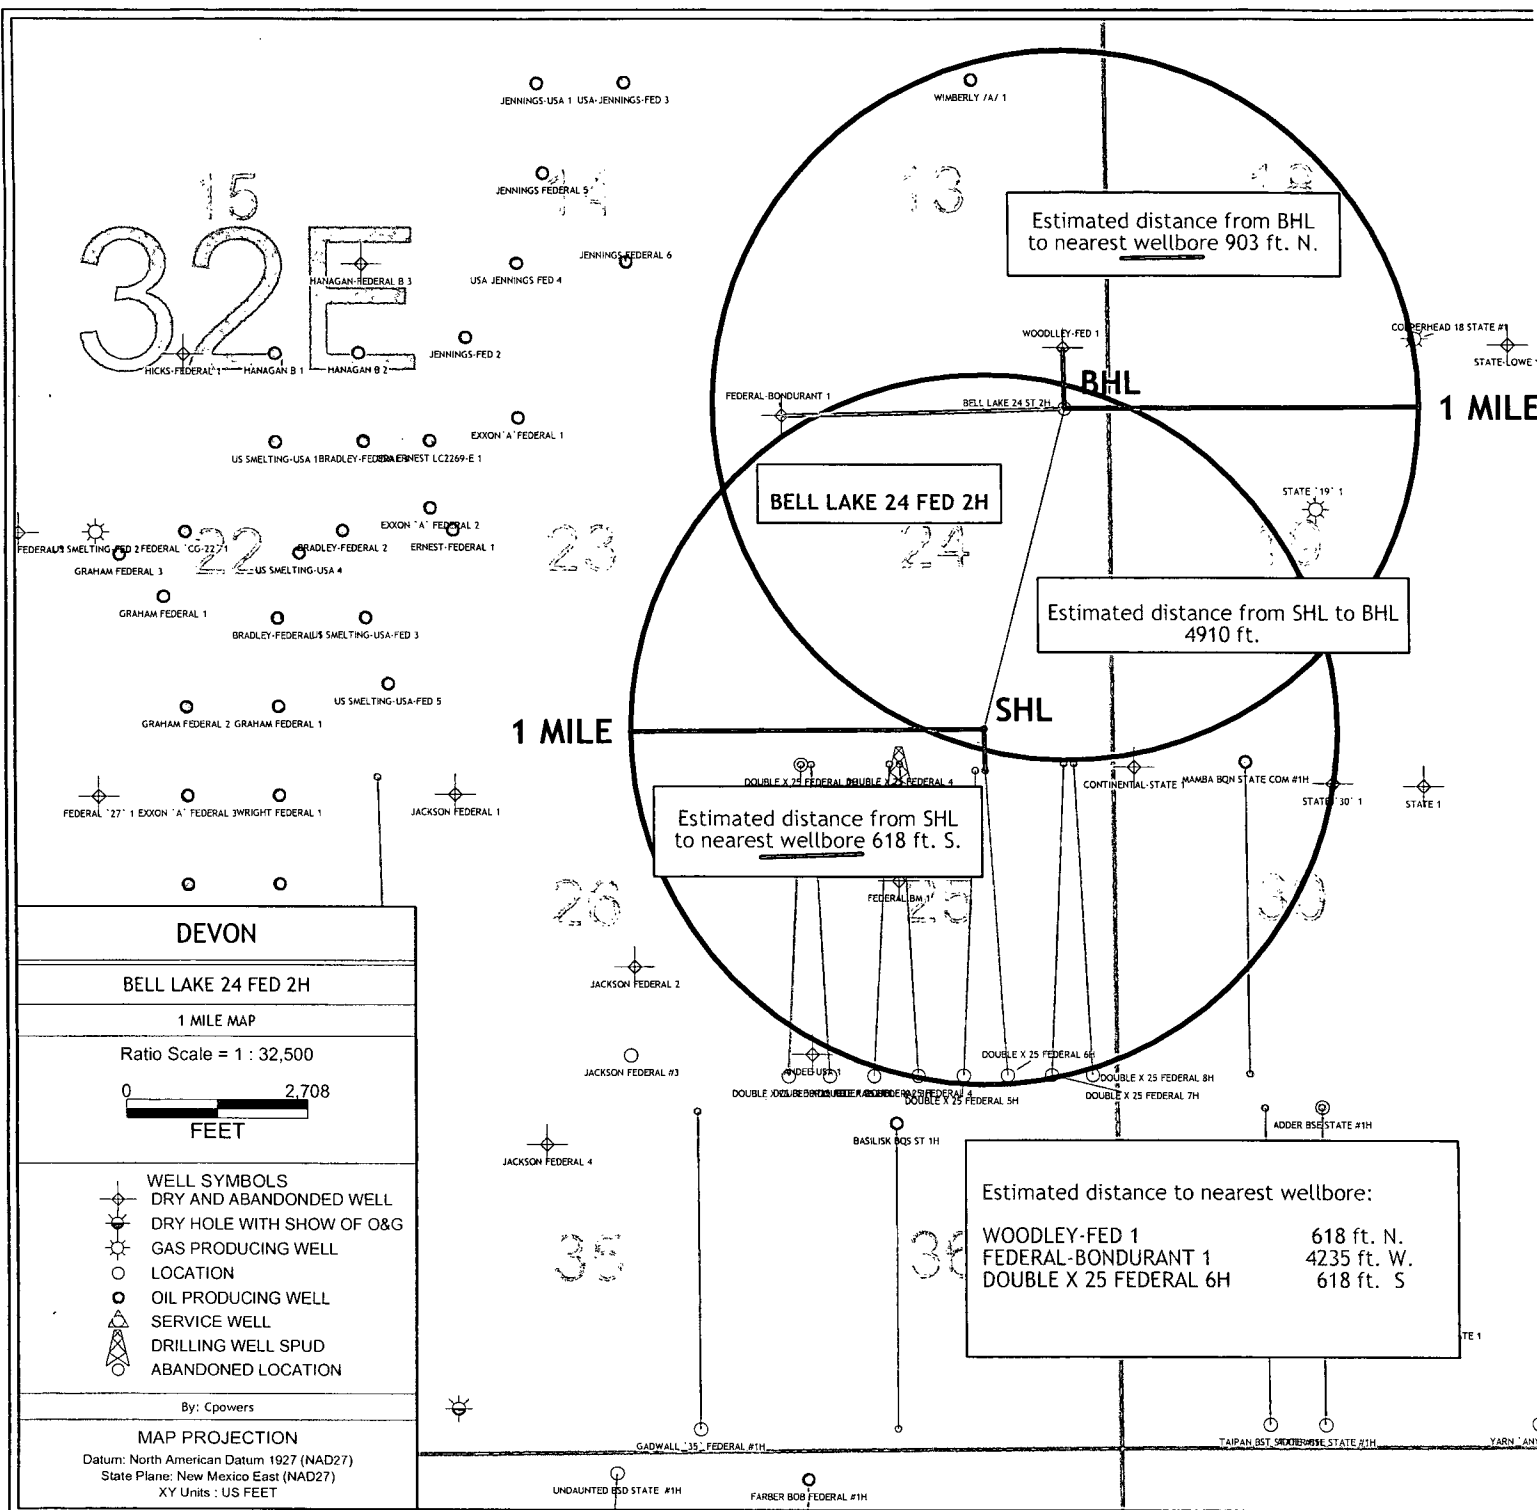 JENNINGS-USA 1
USA-JENNINGS-FED 3
WIMBERLY /A/ 1
15
14
13
18
JENNINGS FEDERAL 5
32E
Estimated distance from BHL
to nearest wellbore 903 ft. N.
HANAGAN-FEDERAL B 3
USA JENNINGS FED 4
JENNINGS FEDERAL 6
HICKS-FEDERAL 1
HANAGAN B 1
HANAGAN B 2
JENNINGS-FED 2
WOODLLEY-FED 1
COPPERHEAD 18 STATE #1
STATE-LOWE
FEDERAL-BONDURANT 1
BELL LAKE 24 ST 2H
BHL
1 MILE
EXXON 'A' FEDERAL 1
US SMELTING-USA 1
ERNEST LC2269-E 1
BELL LAKE 24 FED 2H
STATE '19' 1
EXXON 'A' FEDERAL 2
22
23
24
19
BRADLEY-FEDERAL 2
ERNEST-FEDERAL 1
GRAHAM FEDERAL 3
US SMELTING-USA 4
GRAHAM FEDERAL 1
Estimated distance from SHL to BHL
4910 ft.
US SMELTING-USA-FED 3
US SMELTING-USA-FED 5
GRAHAM FEDERAL 2
GRAHAM FEDERAL 1
1 MILE
SHL
DOUBLE X 25 FEDERAL 4
CONTINENTAL-STATE 1
MAMBA BQN STATE COM #1H
FEDERAL '27' 1
EXXON 'A' FEDERAL 3
WRIGHT FEDERAL 1
JACKSON FEDERAL 1
STATE '30' 1
STATE 1
Estimated distance from SHL
to nearest wellbore 618 ft. S.
26
FEDERAL BM 1
25
30
DEVON
BELL LAKE 24 FED 2H
1 MILE MAP
Ratio Scale = 1 : 32,500
0
2,708
FEET
JACKSON FEDERAL 2
JACKSON FEDERAL #3
DOUBLE X 25 FEDERAL 6H
DOUBLE X 25 FEDERAL 8H
DOUBLE X 25 FEDERAL 7H
DOUBLE X 25 FEDERAL 5H
ADDER BSE STATE #1H
BASILISK BQS ST 1H
JACKSON FEDERAL 4
WELL SYMBOLS
DRY AND ABANDONDED WELL
DRY HOLE WITH SHOW OF O&G
GAS PRODUCING WELL
LOCATION
OIL PRODUCING WELL
SERVICE WELL
DRILLING WELL SPUD
ABANDONED LOCATION
35
36
Estimated distance to nearest wellbore:
WOODLEY-FED 1 618 ft. N.
FEDERAL-BONDURANT 1 4235 ft. W.
DOUBLE X 25 FEDERAL 6H 618 ft. S
TE 1
By: Cpowers
MAP PROJECTION
Datum: North American Datum 1927 (NAD27)
State Plane: New Mexico East (NAD27)
XY Units : US FEET
GADWALL '35' FEDERAL #1H
TAIPAN BST STATE #1H
YARN
UNDAUNTED BSD STATE #1H
FARBER BOB FEDERAL #1H